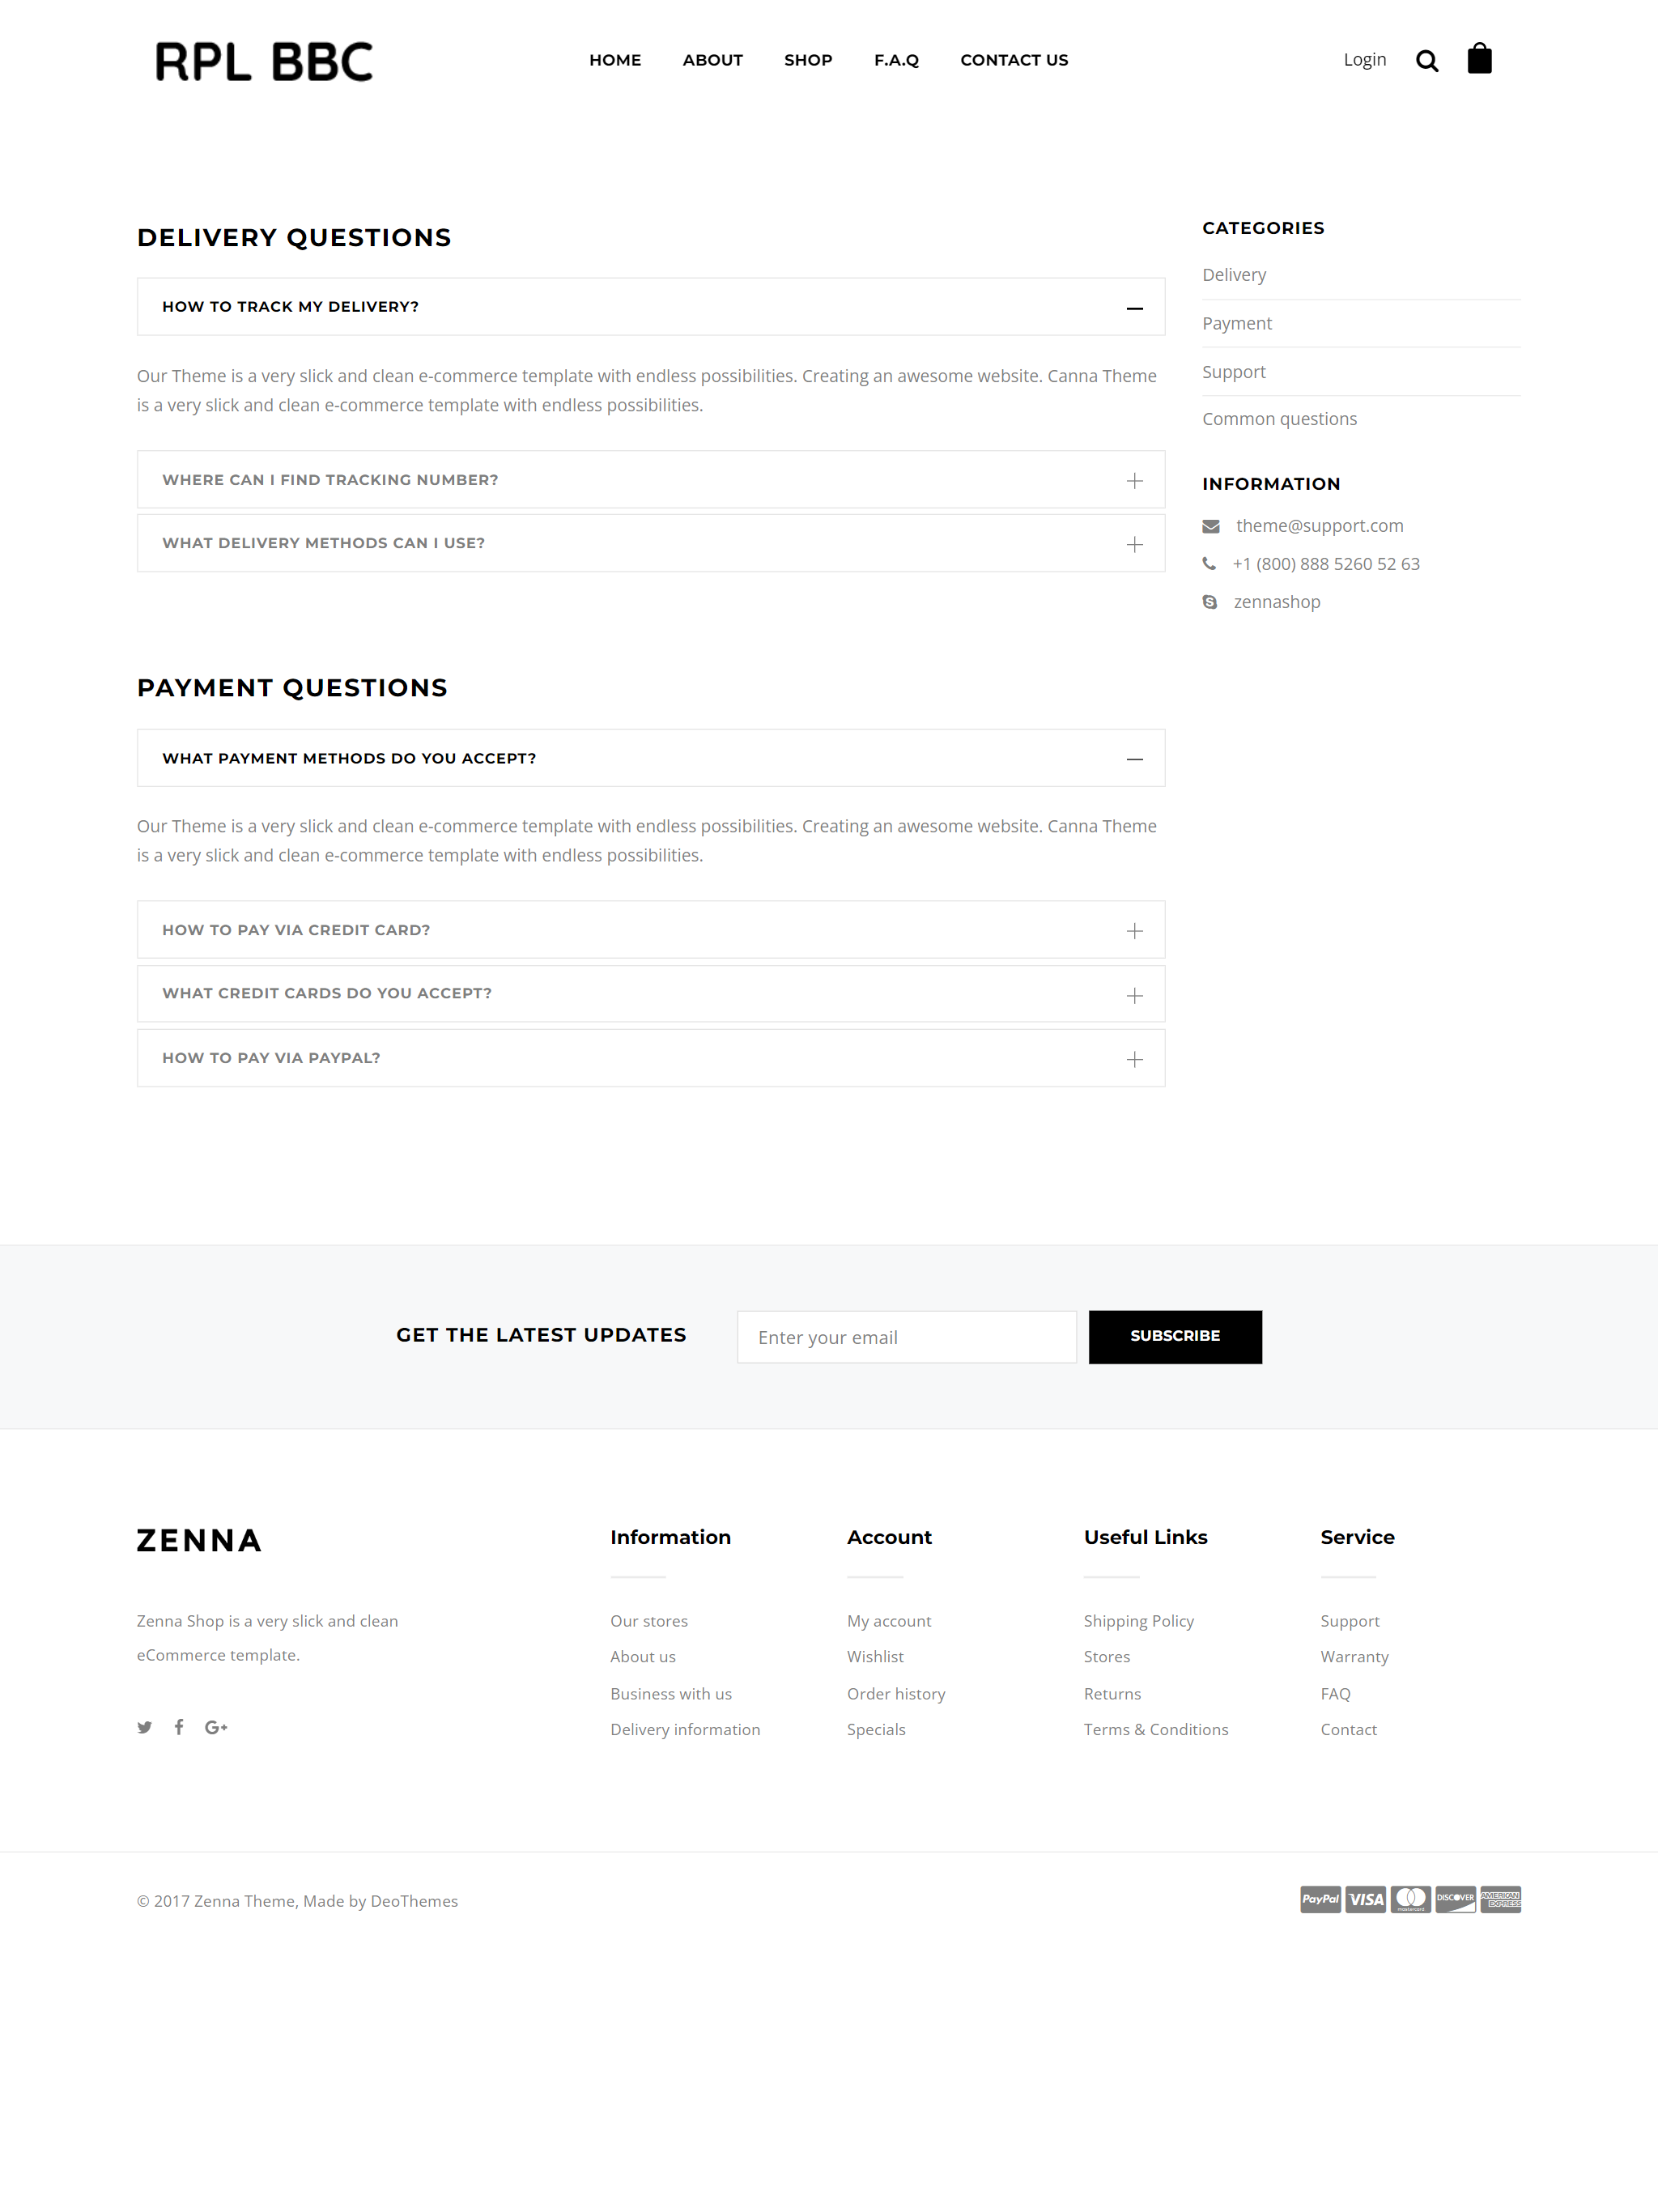 RPL BBC
HOME ABOUT SHOP F.A.Q CONTACT US
Login
DELIVERY QUESTIONS
HOW TO TRACK MY DELIVERY?
Our Theme is a very slick and clean e-commerce template with endless possibilities. Creating an awesome website. Canna Theme
is a very slick and clean e-commerce template with endless possibilities.
WHERE CAN I FIND TRACKING NUMBER?
WHAT DELIVERY METHODS CAN I USE?
PAYMENT QUESTIONS
WHAT PAYMENT METHODS DO YOU ACCEPT?
Our Theme is a very slick and clean e-commerce template with endless possibilities. Creating an awesome website. Canna Theme
is a very slick and clean e-commerce template with endless possibilities.
HOW TO PAY VIA CREDIT CARD?
WHAT CREDIT CARDS DO YOU ACCEPT?
HOW TO PAY VIA PAYPAL?
CATEGORIES
Delivery
Payment
Support
Common questions
INFORMATION
theme@support.com
+1 (800) 888 5260 52 63
zennashop
GET THE LATEST UPDATES
Enter your email
SUBSCRIBE
ZENNA
Zenna Shop is a very slick and clean
eCommerce template.
Information
Our stores
About us
Business with us
Delivery information
Account
My account
Wishlist
Order history
Specials
Useful Links
Shipping Policy
Stores
Returns
Terms & Conditions
Service
Support
Warranty
FAQ
Contact
© 2017 Zenna Theme, Made by DeoThemes
PayPal VISA mastercard DISCOVER AMERICAN EXPRESS